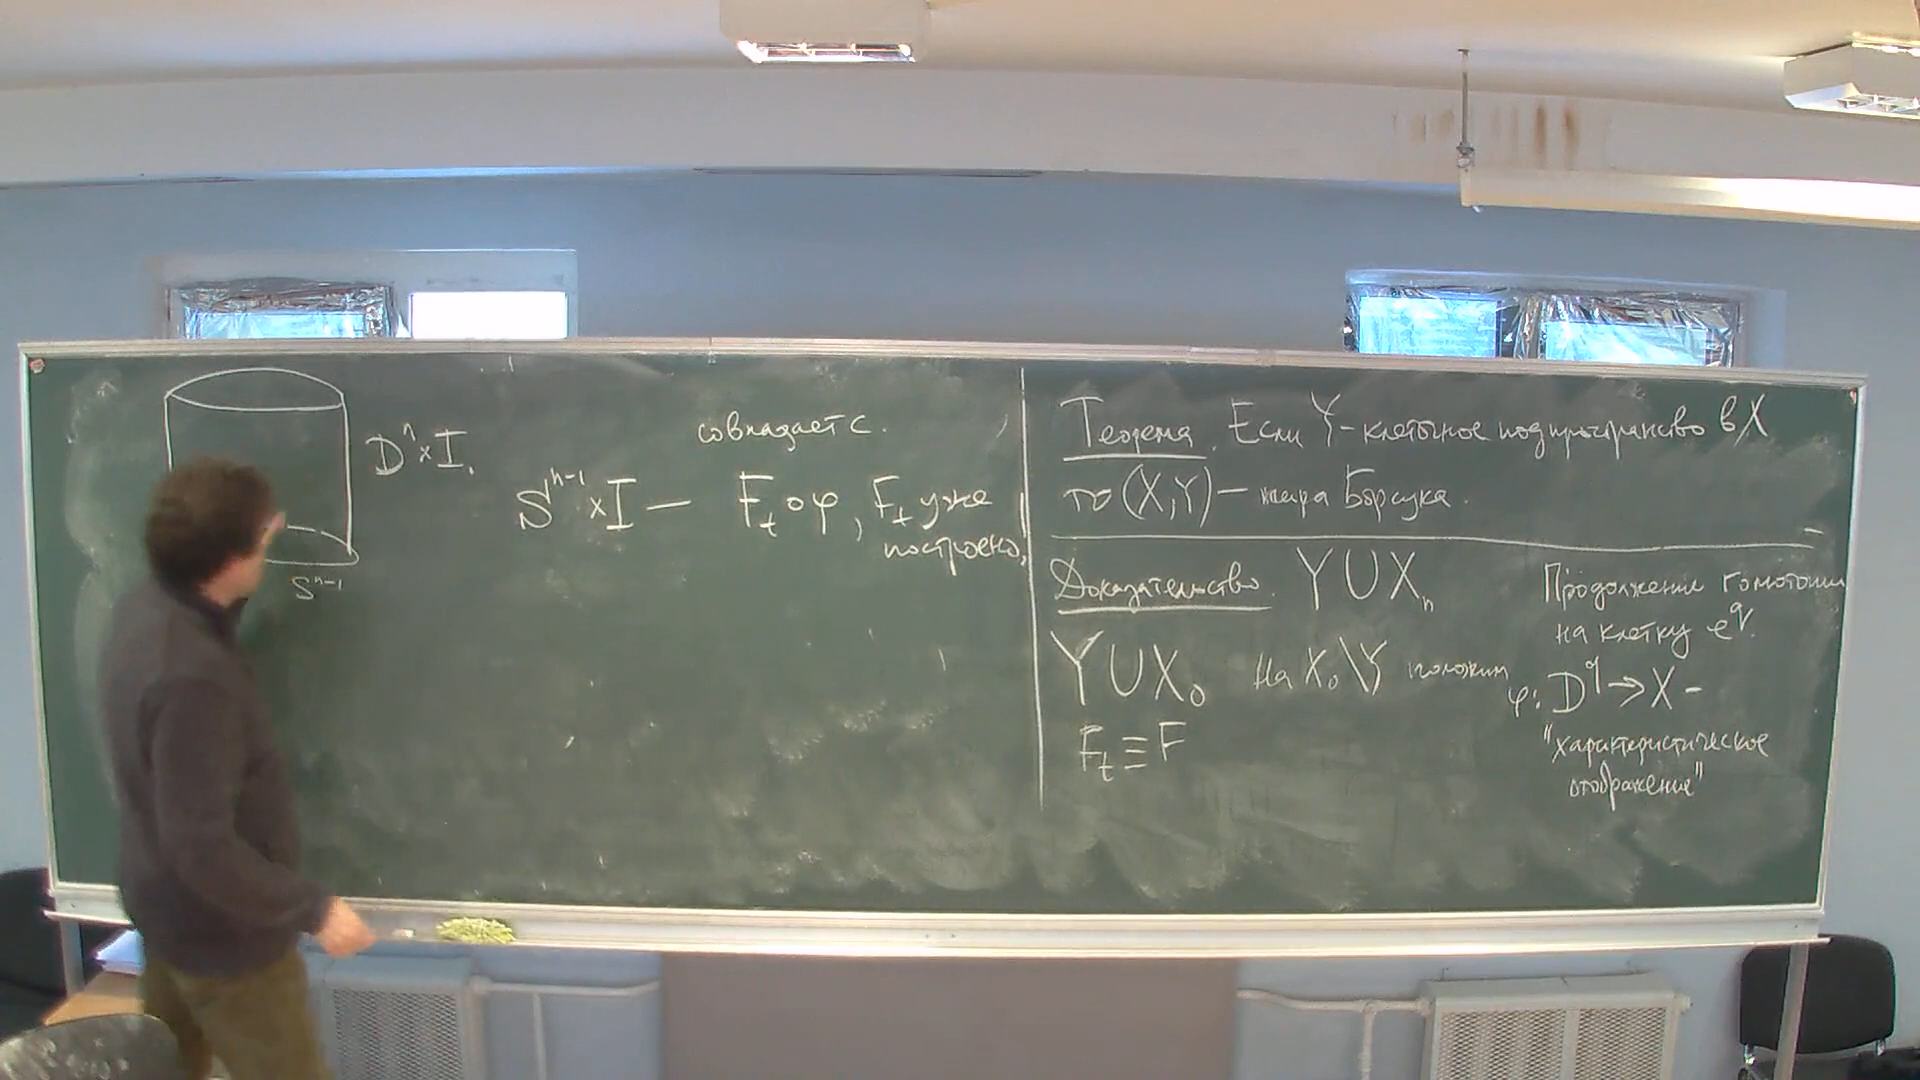 Dⁿ×I.
Sⁿ⁻¹
совпадает с.
Sⁿ⁻¹×I — F_t∘φ, F_t уже
построено,
Теорема. Если Y-клеточное подпространство в X
то (X,Y) — пара Борсука.
Доказательство. Y∪Xₙ
Y∪X₀ На X₀\Y положим
F_t ≡ F
Продолжение гомотопии
на клетку e^q.
φ: D^q → X -
"характеристическое
отображение"